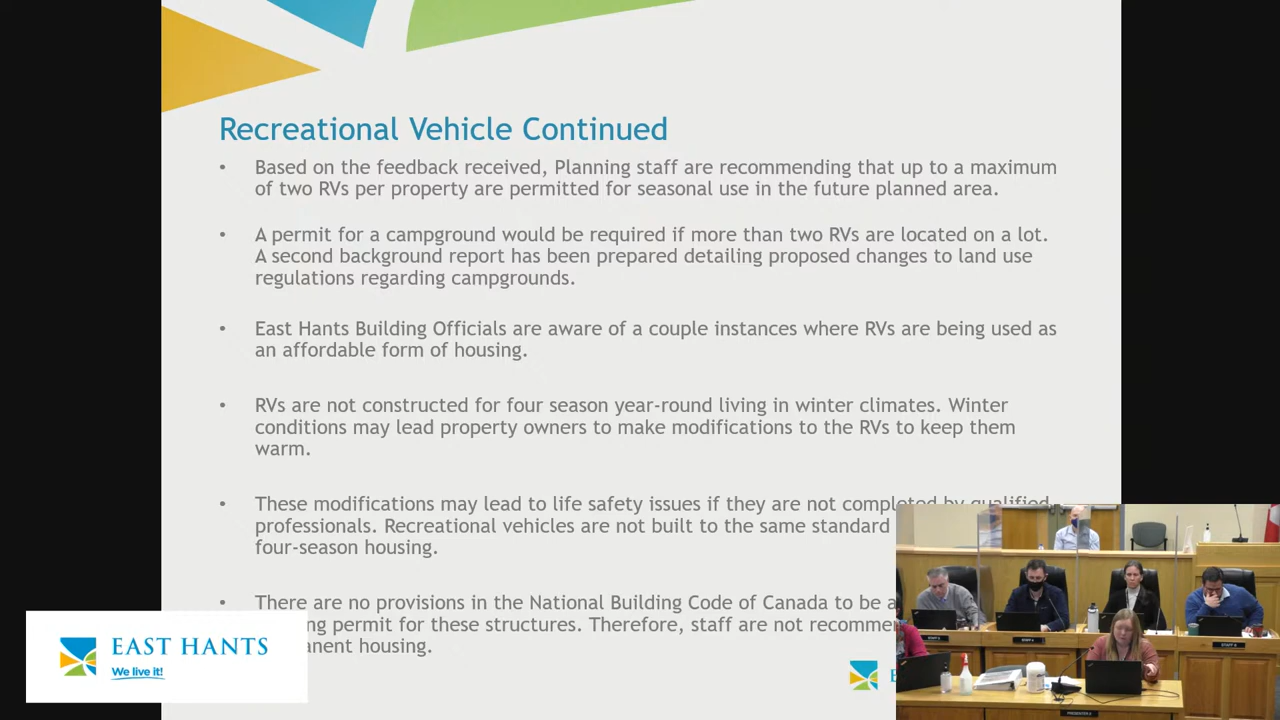 Recreational Vehicle Continued
• Based on the feedback received, Planning staff are recommending that up to a maximum
of two RVs per property are permitted for seasonal use in the future planned area.
• A permit for a campground would be required if more than two RVs are located on a lot.
A second background report has been prepared detailing proposed changes to land use
regulations regarding campgrounds.
• East Hants Building Officials are aware of a couple instances where RVs are being used as
an affordable form of housing.
• RVs are not constructed for four season year-round living in winter climates. Winter
conditions may lead property owners to make modifications to the RVs to keep them
warm.
• These modifications may lead to life safety issues if they are not completed by qualified
professionals. Recreational vehicles are not built to the same standard
four-season housing.
• There are no provisions in the National Building Code of Canada to be a
permit for these structures. Therefore, staff are not
housing.
EAST HANTS
We live it!